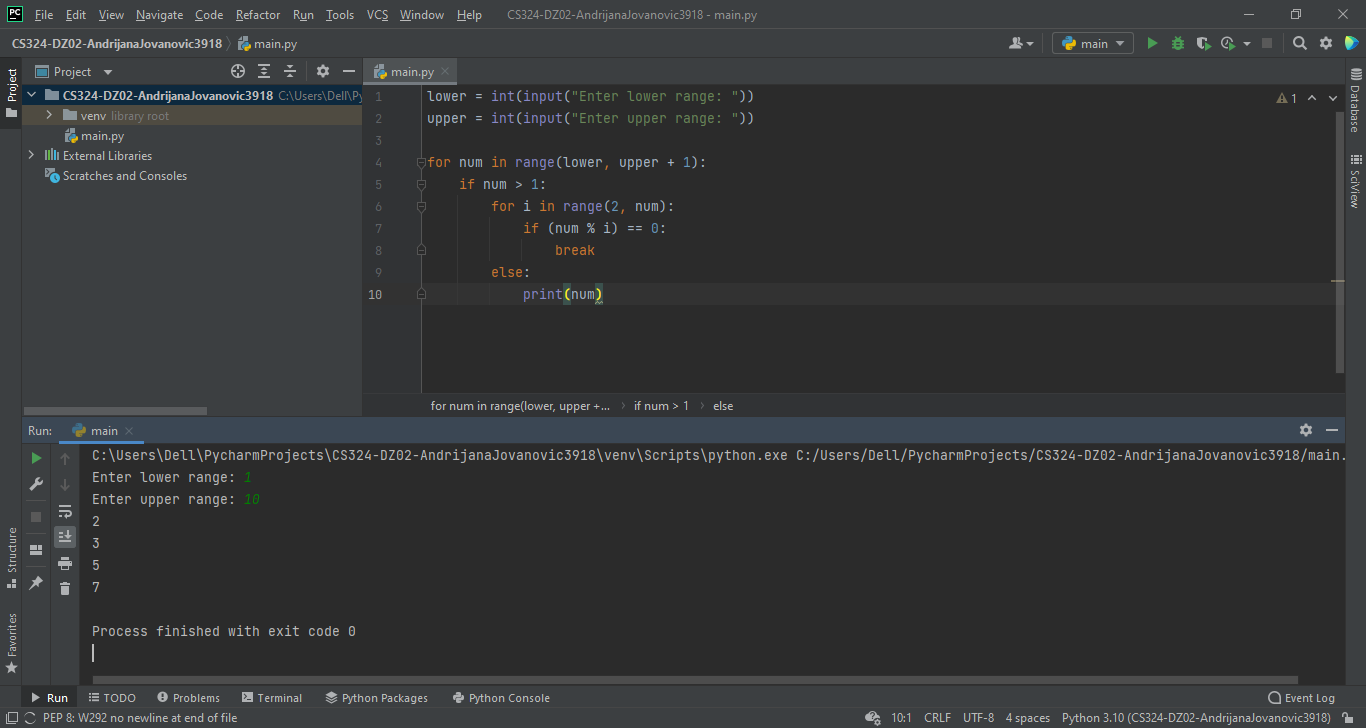 PC File Edit View Navigate Code Refactor Run Tools VCS Window Help CS324-DZ02-AndrijanaJovanovic3918 - main.py
CS324-DZ02-AndrijanaJovanovic3918 main.py main
Project
Project
main.py
CS324-DZ02-AndrijanaJovanovic3918 C:\Users\Dell\Py
venv library root
main.py
External Libraries
Scratches and Consoles
1 lower = int(input("Enter lower range: "))
2 upper = int(input("Enter upper range: "))
3
4 for num in range(lower, upper + 1):
5 if num > 1:
6 for i in range(2, num):
7 if (num % i) == 0:
8 break
9 else:
10 print(num)
1
for num in range(lower, upper +... if num > 1 else
Database
SciView
Run: main
C:\Users\Dell\PycharmProjects\CS324-DZ02-AndrijanaJovanovic3918\venv\Scripts\python.exe C:/Users/Dell/PycharmProjects/CS324-DZ02-AndrijanaJovanovic3918/main.
Enter lower range: 1
Enter upper range: 10
2
3
5
7
Process finished with exit code 0
Structure
Favorites
Run TODO Problems Terminal Python Packages Python Console Event Log
PEP 8: W292 no newline at end of file 10:1 CRLF UTF-8 4 spaces Python 3.10 (CS324-DZ02-AndrijanaJovanovic3918)